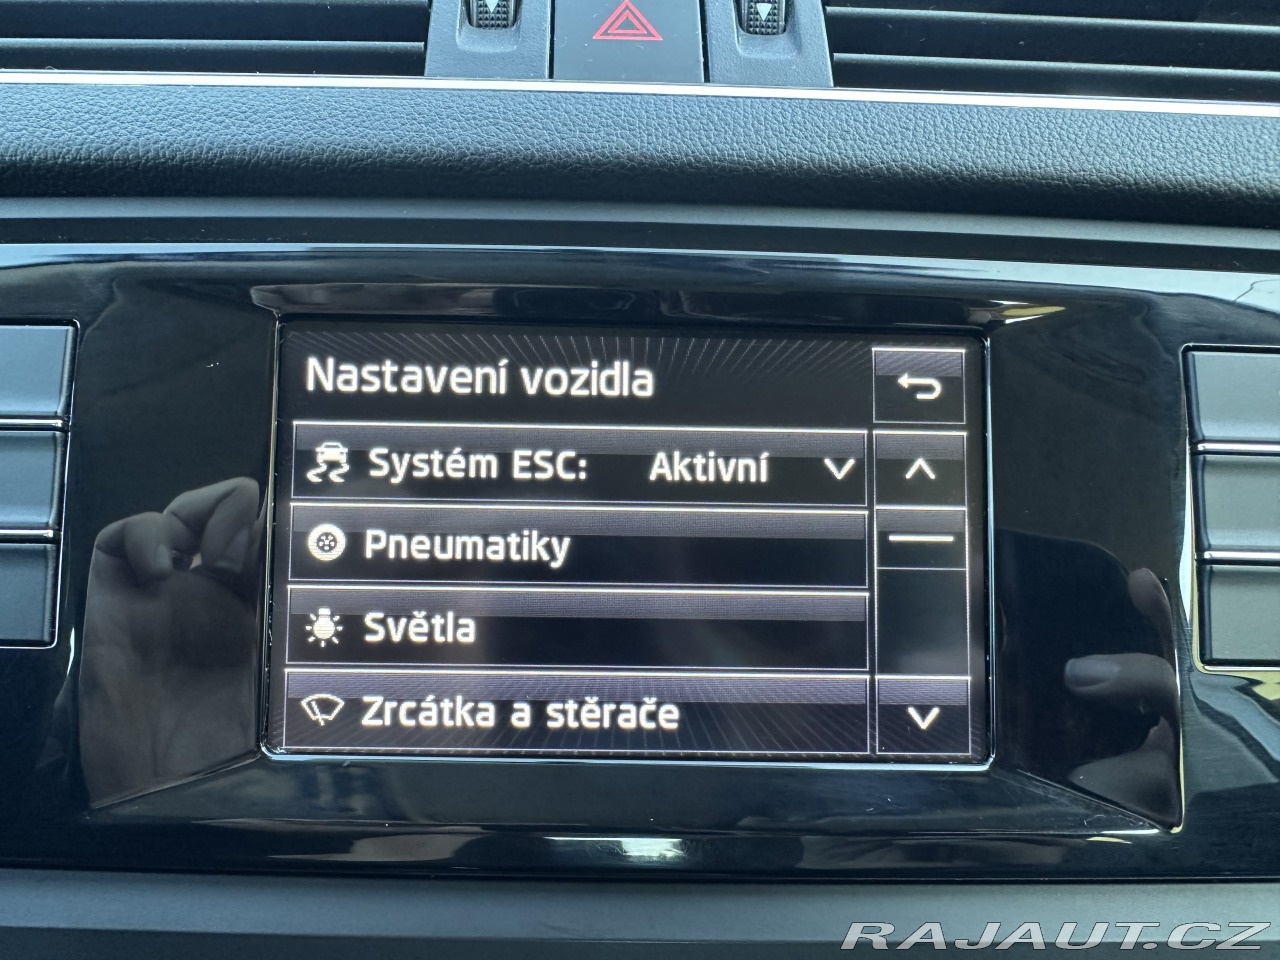 Nastavení vozidla
Systém ESC: Aktivní
Pneumatiky
Světla
Zrcátka a stěrače
RAJAUT.CZ